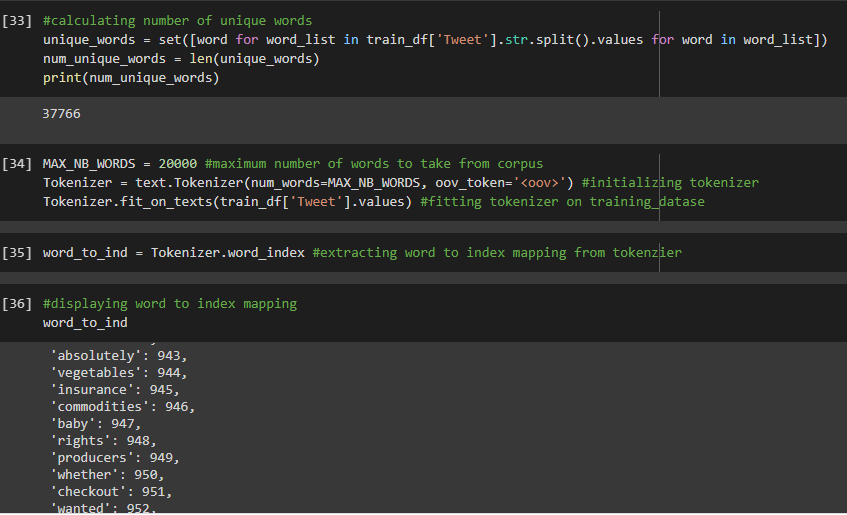 [33] #calculating number of unique words
unique_words = set([word for word_list in train_df['Tweet'].str.split().values for word in word_list])
num_unique_words = len(unique_words)
print(num_unique_words)
37766
[34] MAX_NB_WORDS = 20000 #maximum number of words to take from corpus
Tokenizer = text.Tokenizer(num_words=MAX_NB_WORDS, oov_token='<oov>') #initializing tokenizer
Tokenizer.fit_on_texts(train_df['Tweet'].values) #fitting tokenizer on training_datase
[35] word_to_ind = Tokenizer.word_index #extracting word to index mapping from tokenzier
[36] #displaying word to index mapping
word_to_ind
'absolutely': 943,
'vegetables': 944,
'insurance': 945,
'commodities': 946,
'baby': 947,
'rights': 948,
'producers': 949,
'whether': 950,
'checkout': 951,
'wanted': 952,